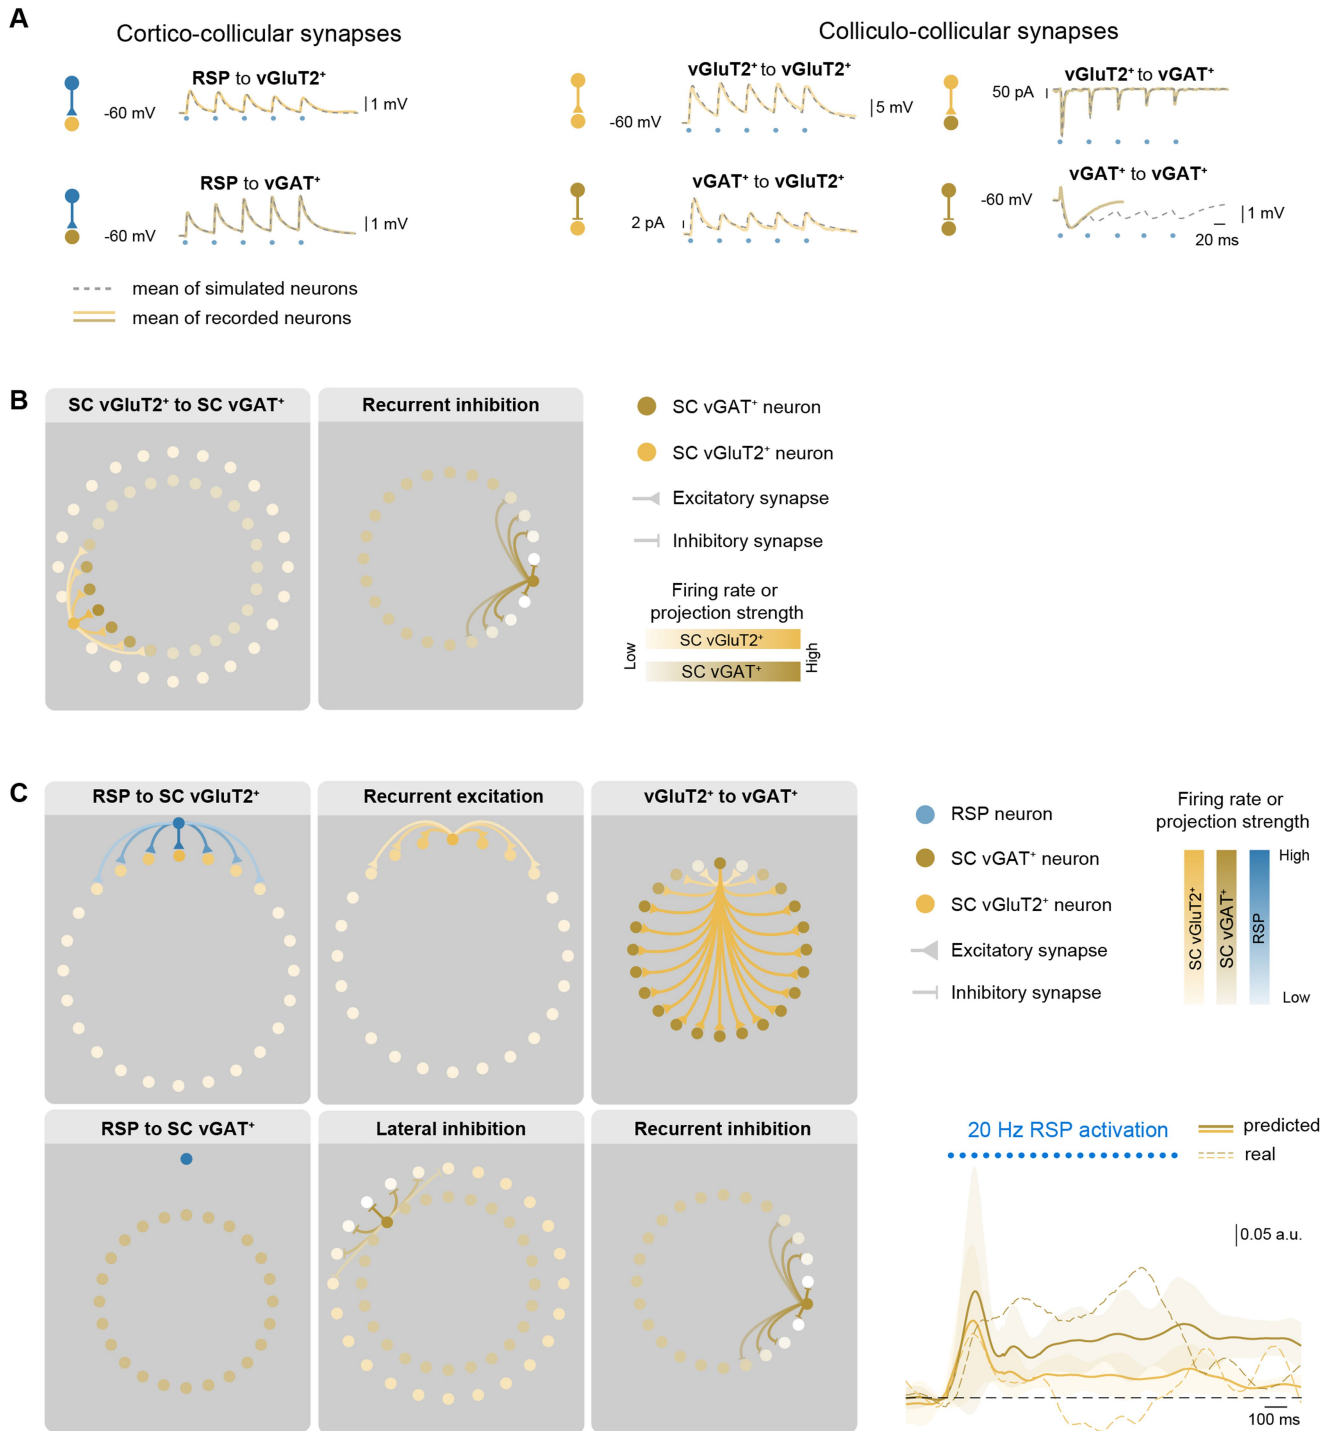 A
Cortico-collicular synapses
Colliculo-collicular synapses
RSP to vGluT2⁺
-60 mV
1 mV
vGluT2⁺ to vGluT2⁺
-60 mV
5 mV
vGluT2⁺ to vGAT⁺
50 pA
RSP to vGAT⁺
-60 mV
1 mV
vGAT⁺ to vGluT2⁺
2 pA
vGAT⁺ to vGAT⁺
-60 mV
1 mV
20 ms
mean of simulated neurons
mean of recorded neurons
B
SC vGluT2⁺ to SC vGAT⁺
Recurrent inhibition
SC vGAT⁺ neuron
SC vGluT2⁺ neuron
Excitatory synapse
Inhibitory synapse
Firing rate or
projection strength
Low
SC vGluT2⁺
SC vGAT⁺
High
C
RSP to SC vGluT2⁺
Recurrent excitation
vGluT2⁺ to vGAT⁺
RSP neuron
SC vGAT⁺ neuron
SC vGluT2⁺ neuron
Excitatory synapse
Inhibitory synapse
Firing rate or
projection strength
SC vGluT2⁺
SC vGAT⁺
RSP
High
Low
RSP to SC vGAT⁺
Lateral inhibition
Recurrent inhibition
20 Hz RSP activation
predicted
real
0.05 a.u.
100 ms